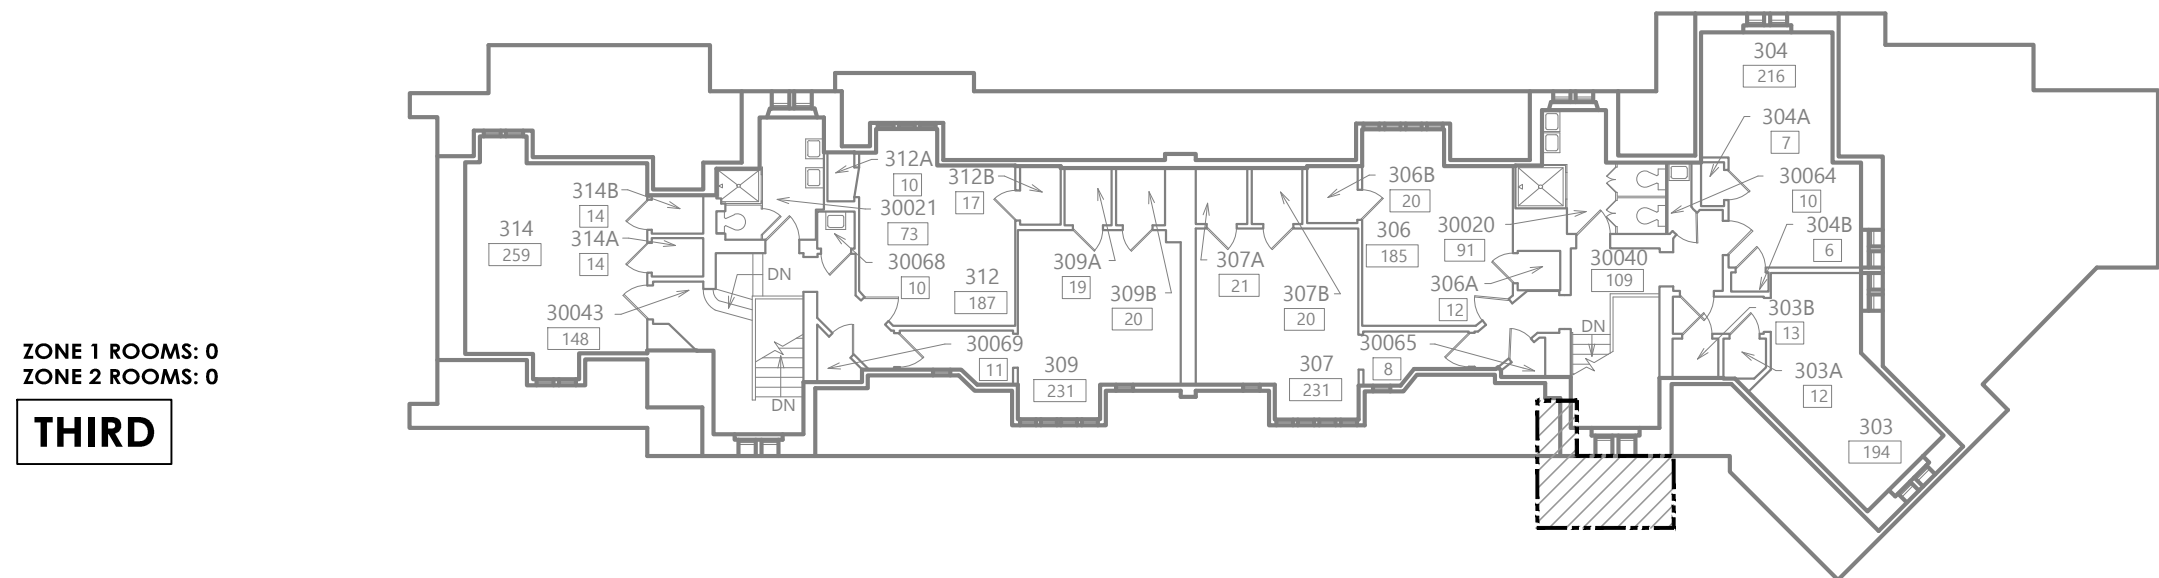 ZONE 1 ROOMS: 0
ZONE 2 ROOMS: 0
THIRD
314
259
314B
14
314A
14
30043
148
DN
DN
312A
10
30021
73
30068
10
312B
17
312
187
30069
11
309A
19
309B
20
309
231
307A
21
307B
20
307
231
306B
20
306
185
306A
12
30065
8
30020
91
30040
109
DN
304
216
304A
7
30064
10
304B
6
303B
13
303A
12
303
194